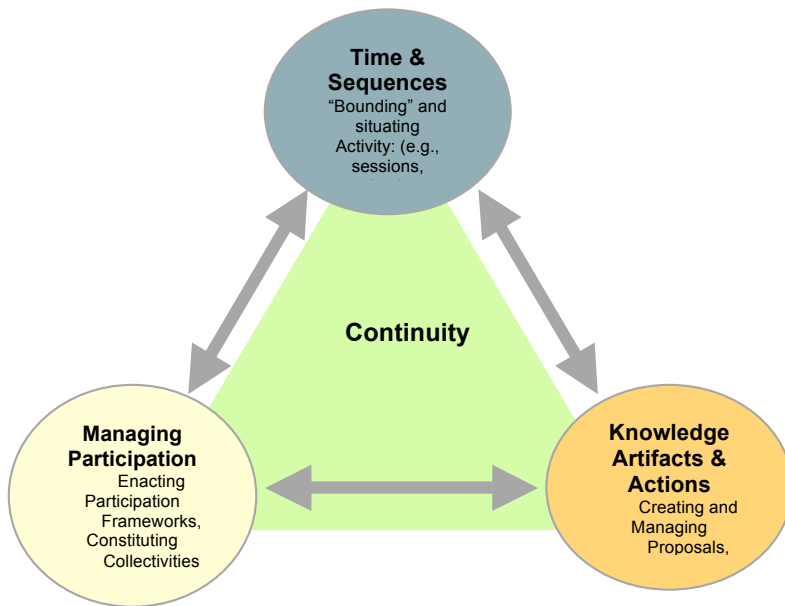 Time &
Sequences
“Bounding” and
situating
Activity: (e.g.,
sessions,
Continuity
Managing
Participation
Enacting
Participation
Frameworks,
Constituting
Collectivities
Knowledge
Artifacts &
Actions
Creating and
Managing
Proposals,